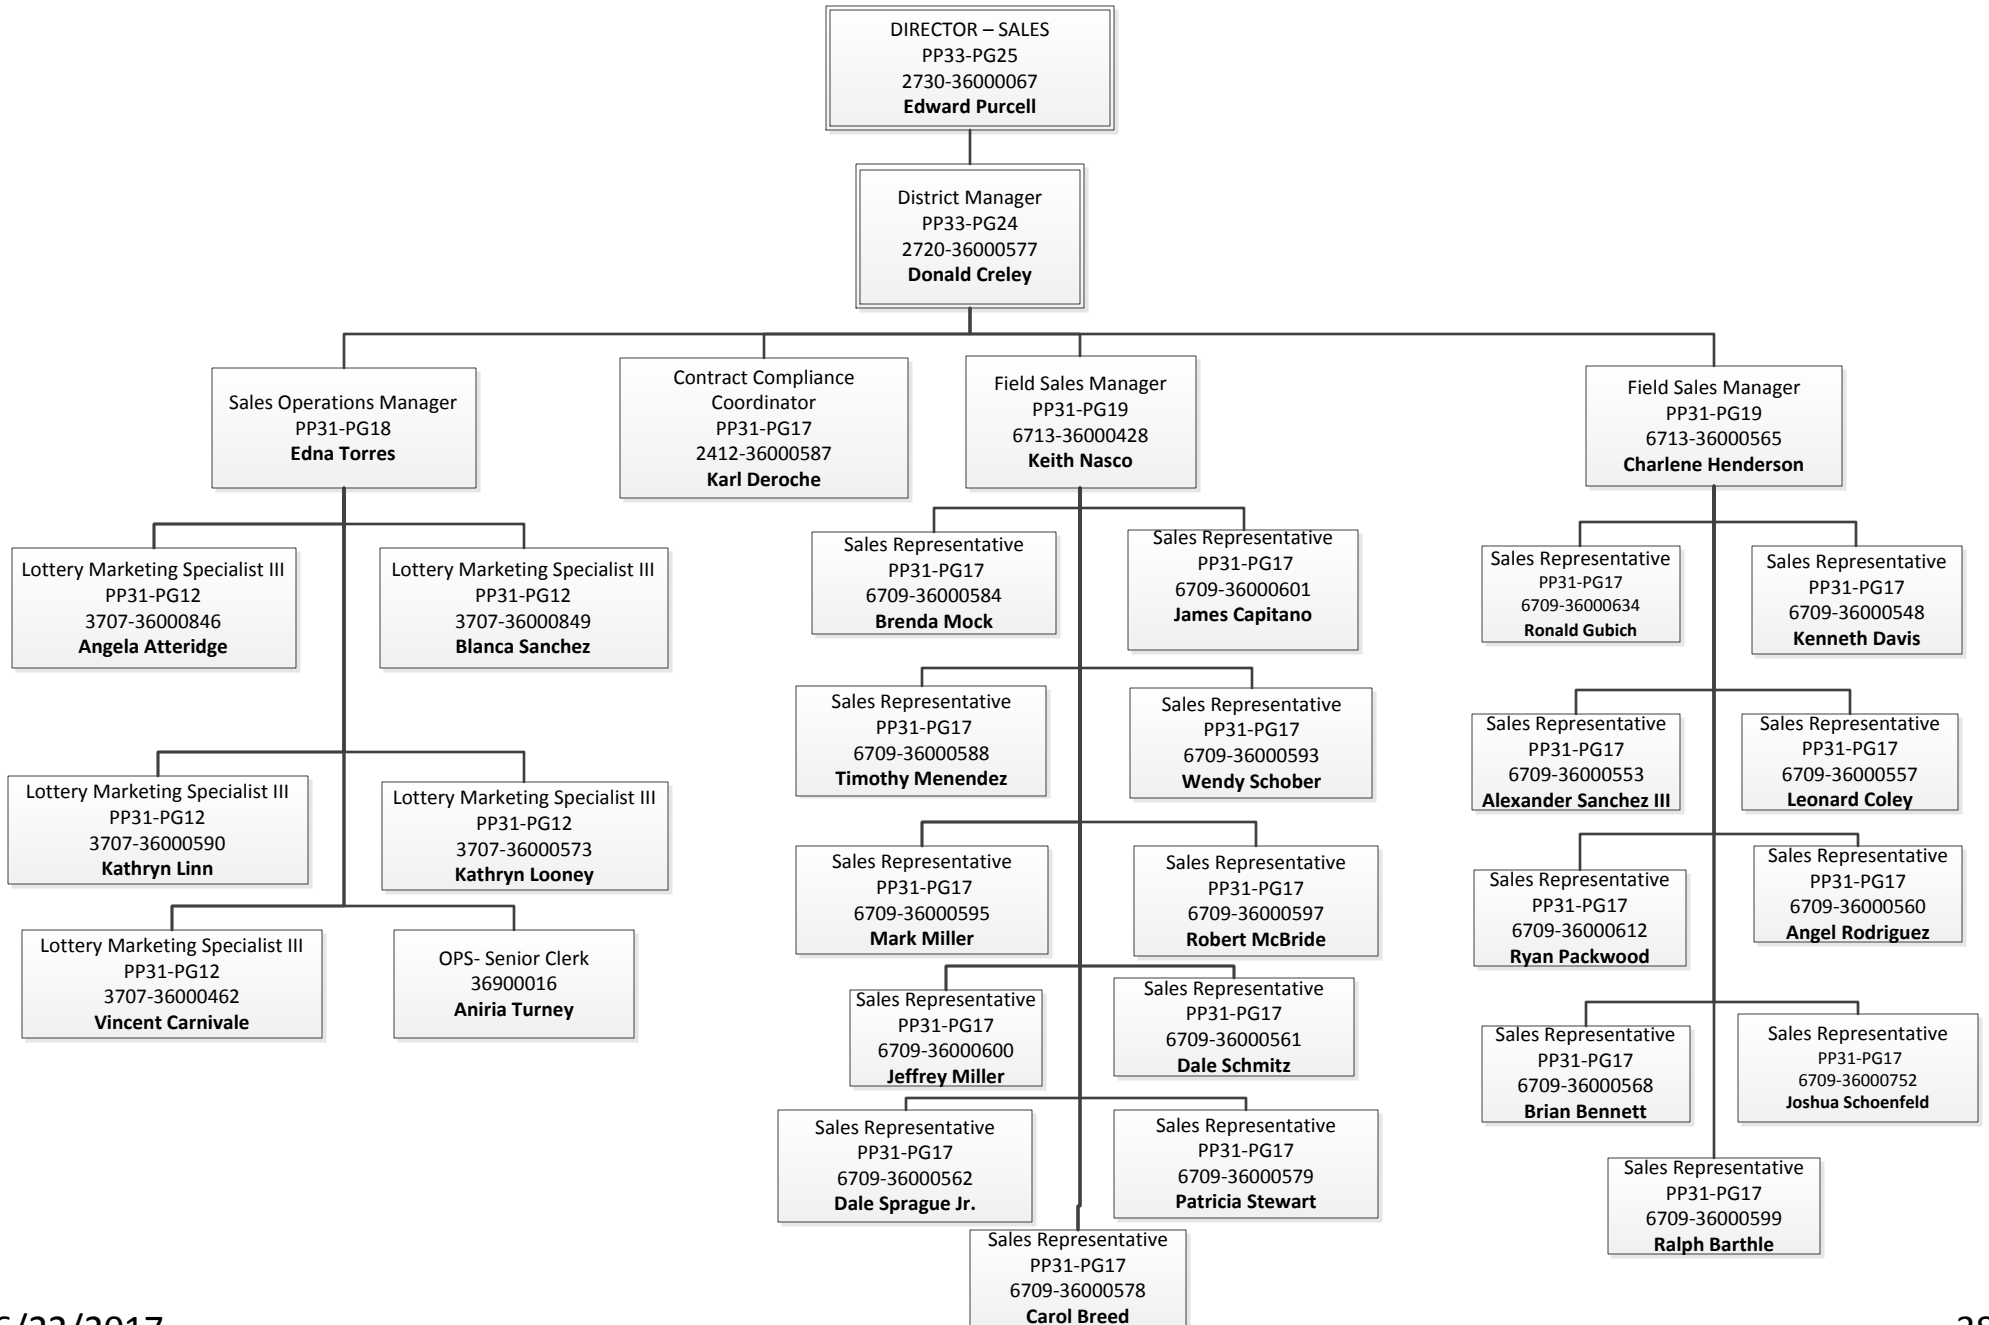 DIRECTOR – SALES
PP33-PG25
2730-36000067
Edward Purcell
District Manager
PP33-PG24
2720-36000577
Donald Creley
Sales Operations Manager
PP31-PG18
Edna Torres
Contract Compliance
Coordinator
PP31-PG17
2412-36000587
Karl Deroche
Field Sales Manager
PP31-PG19
6713-36000428
Keith Nasco
Field Sales Manager
PP31-PG19
6713-36000565
Charlene Henderson
Lottery Marketing Specialist III
PP31-PG12
3707-36000846
Angela Atteridge
Lottery Marketing Specialist III
PP31-PG12
3707-36000849
Blanca Sanchez
Lottery Marketing Specialist III
PP31-PG12
3707-36000590
Kathryn Linn
Lottery Marketing Specialist III
PP31-PG12
3707-36000573
Kathryn Looney
Lottery Marketing Specialist III
PP31-PG12
3707-36000462
Vincent Carnivale
OPS- Senior Clerk
36900016
Aniria Turney
Sales Representative
PP31-PG17
6709-36000584
Brenda Mock
Sales Representative
PP31-PG17
6709-36000601
James Capitano
Sales Representative
PP31-PG17
6709-36000588
Timothy Menendez
Sales Representative
PP31-PG17
6709-36000593
Wendy Schober
Sales Representative
PP31-PG17
6709-36000595
Mark Miller
Sales Representative
PP31-PG17
6709-36000597
Robert McBride
Sales Representative
PP31-PG17
6709-36000600
Jeffrey Miller
Sales Representative
PP31-PG17
6709-36000561
Dale Schmitz
Sales Representative
PP31-PG17
6709-36000562
Dale Sprague Jr.
Sales Representative
PP31-PG17
6709-36000579
Patricia Stewart
Sales Representative
PP31-PG17
6709-36000578
Carol Breed
Sales Representative
PP31-PG17
6709-36000634
Ronald Gubich
Sales Representative
PP31-PG17
6709-36000548
Kenneth Davis
Sales Representative
PP31-PG17
6709-36000553
Alexander Sanchez III
Sales Representative
PP31-PG17
6709-36000557
Leonard Coley
Sales Representative
PP31-PG17
6709-36000612
Ryan Packwood
Sales Representative
PP31-PG17
6709-36000560
Angel Rodriguez
Sales Representative
PP31-PG17
6709-36000568
Brian Bennett
Sales Representative
PP31-PG17
6709-36000752
Joshua Schoenfeld
Sales Representative
PP31-PG17
6709-36000599
Ralph Barthle